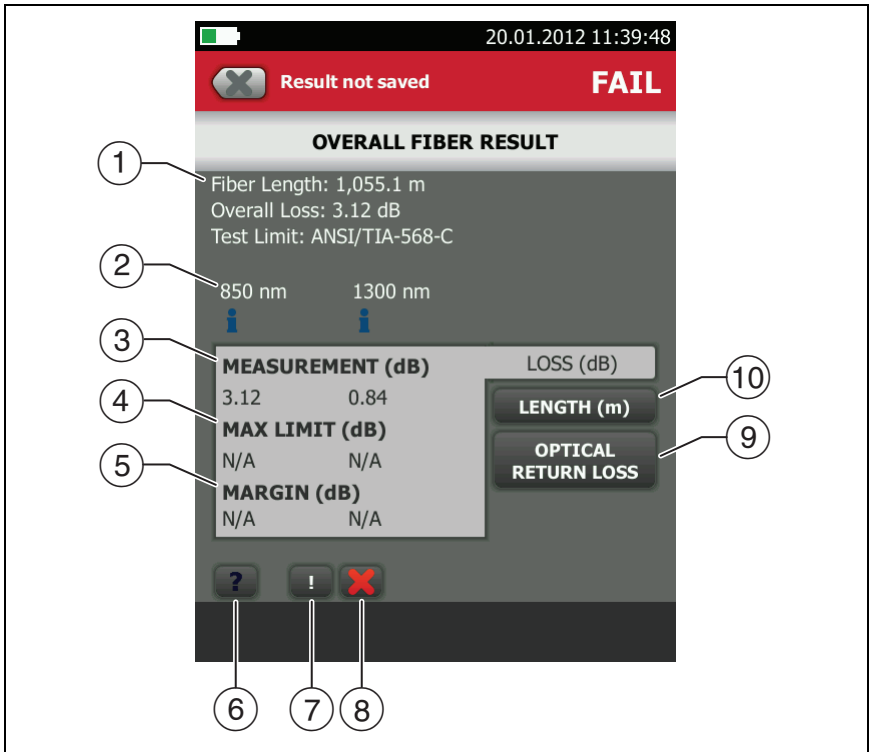 20.01.2012 11:39:48
Result not saved FAIL
OVERALL FIBER RESULT
1
Fiber Length: 1,055.1 m
Overall Loss: 3.12 dB
Test Limit: ANSI/TIA-568-C
2
850 nm 1300 nm
i i
3
MEASUREMENT (dB) LOSS (dB)
3.12 0.84
10
LENGTH (m)
4
MAX LIMIT (dB)
N/A N/A
9
OPTICAL
RETURN LOSS
5
MARGIN (dB)
N/A N/A
? !
6 7 8